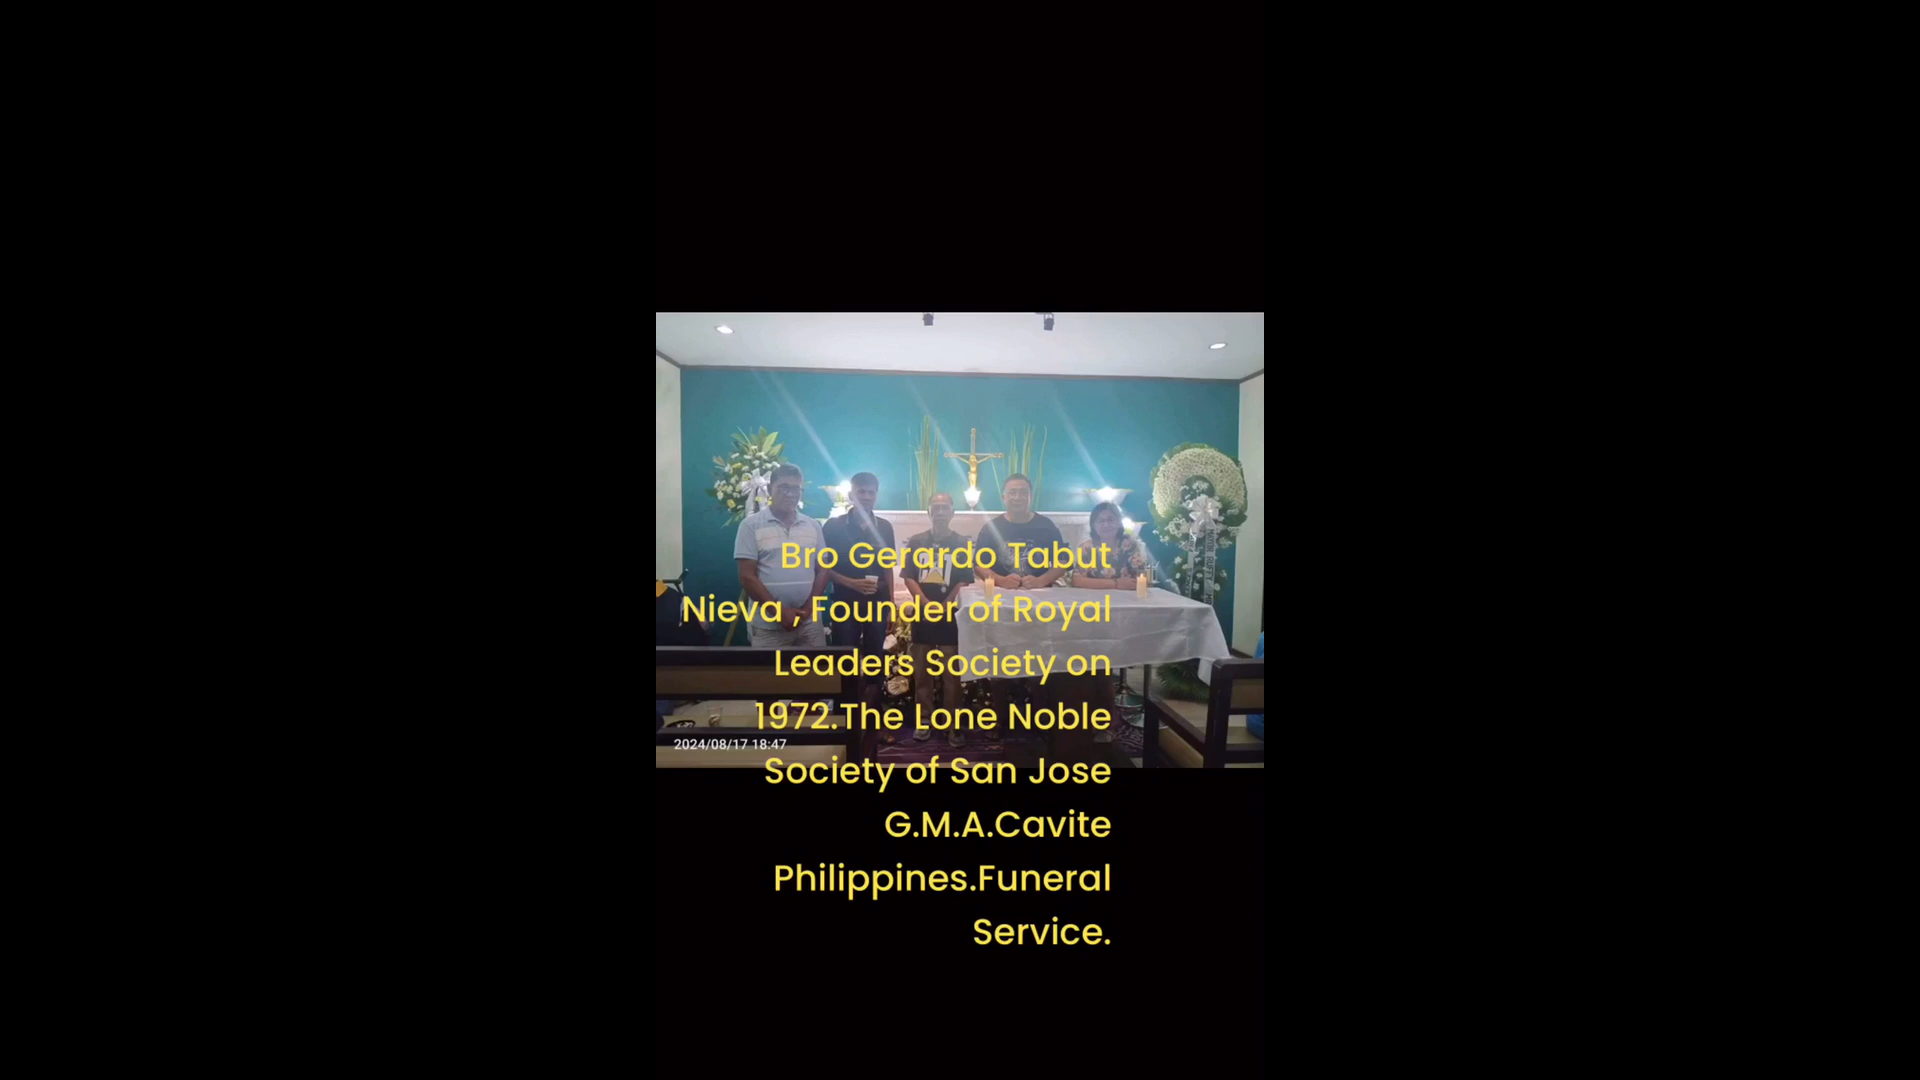 Bro Gerardo Tabut
Nieva , Founder of Royal
Leaders Society on
1972.The Lone Noble
2024/08/17 18:47
Society of San Jose
G.M.A.Cavite
Philippines.Funeral
Service.